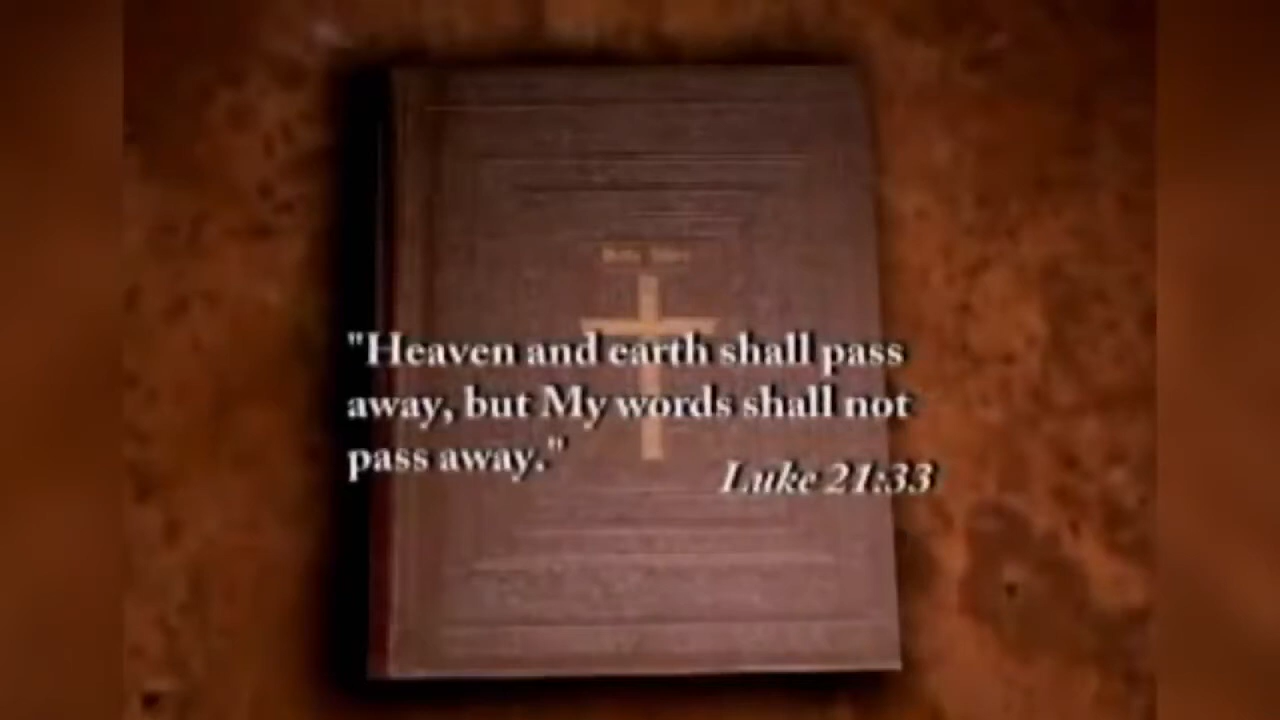 "Heaven and earth shall pass
away, but My words shall not
pass away."
Luke 21:33